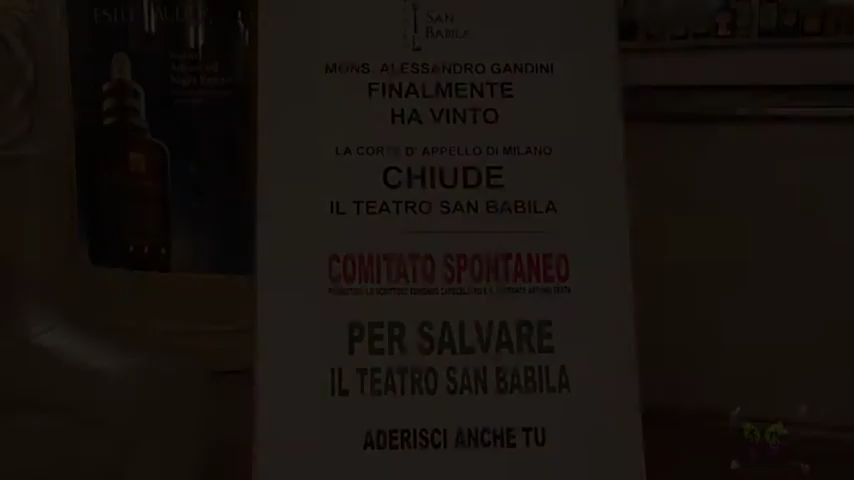 SAN
BABILA
MONS. ALESSANDRO GANDINI
FINALMENTE
HA VINTO
LA CORTE D' APPELLO DI MILANO
CHIUDE
IL TEATRO SAN BABILA
COMITATO SPONTANEO
PER SALVARE
IL TEATRO SAN BABILA
ADERISCI ANCHE TU